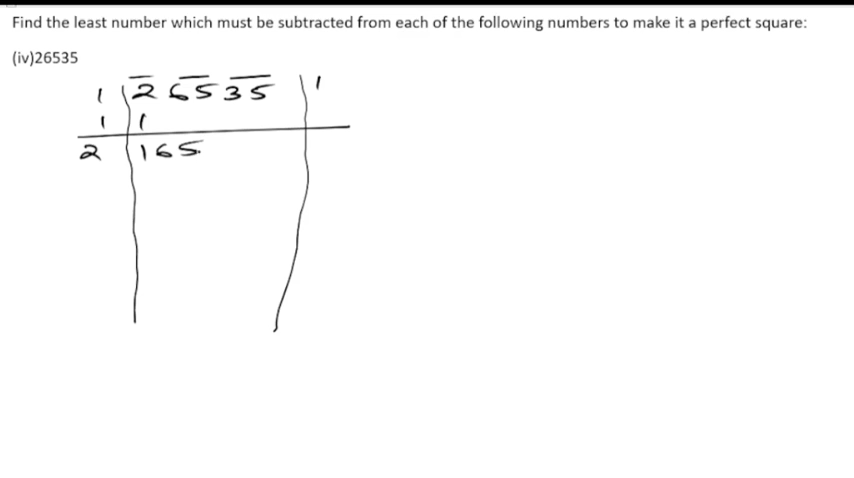 Find the least number which must be subtracted from each of the following numbers to make it a perfect square:
(iv)26535
1 2 65 35 1
1 1
2 165